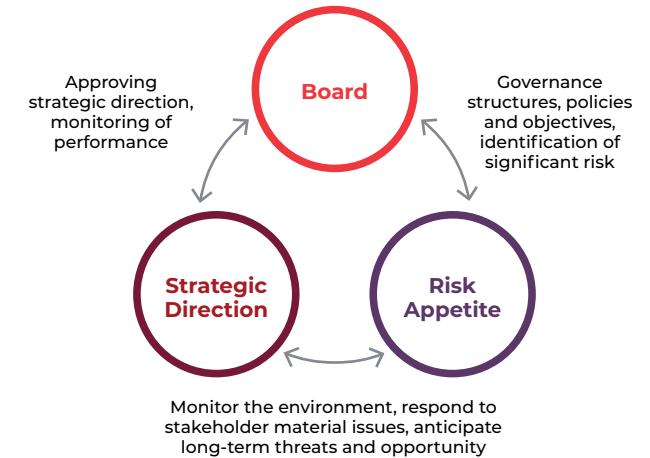 Board
Approving
strategic direction,
monitoring of
performance
Governance
structures, policies
and objectives,
identification of
significant risk
Strategic
Direction
Risk
Appetite
Monitor the environment, respond to
stakeholder material issues, anticipate
long-term threats and opportunity